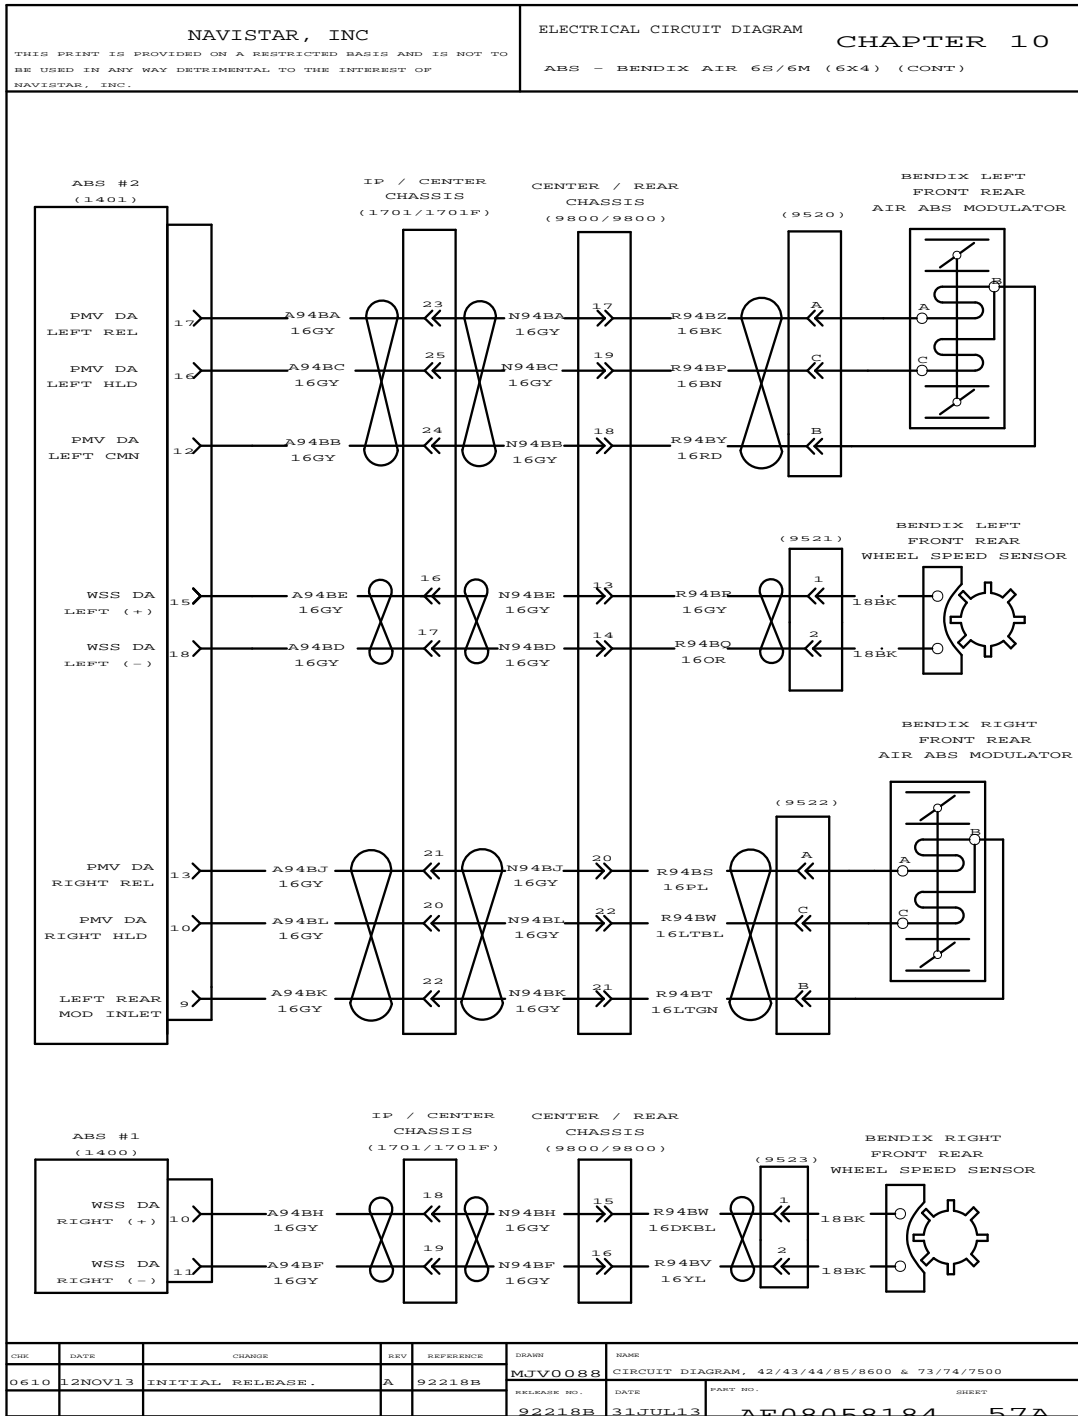 NAVISTAR, INC
THIS PRINT IS PROVIDED ON A RESTRICTED BASIS AND IS NOT TO
BE USED IN ANY WAY DETRIMENTAL TO THE INTEREST OF
NAVISTAR, INC.
ELECTRICAL CIRCUIT DIAGRAM
CHAPTER 10
ABS - BENDIX AIR 6S/6M (6X4) (CONT)
ABS #2
(1401)
IP / CENTER
CHASSIS
(1701/1701F)
CENTER / REAR
CHASSIS
(9800/9800)
(9520)
BENDIX LEFT
FRONT REAR
AIR ABS MODULATOR
PMV DA
LEFT REL
17
A94BA
16GY
23
N94BA
16GY
17
R94BZ
16BK
A
A
B
PMV DA
LEFT HLD
16
A94BC
16GY
25
N94BC
16GY
19
R94BP
16BN
C
C
PMV DA
LEFT CMN
12
A94BB
16GY
24
N94BB
16GY
18
R94BY
16RD
B
(9521)
BENDIX LEFT
FRONT REAR
WHEEL SPEED SENSOR
WSS DA
LEFT (+)
15
A94BE
16GY
16
N94BE
16GY
13
R94BR
16GY
1
18BK
WSS DA
LEFT (-)
18
A94BD
16GY
17
N94BD
16GY
14
R94BQ
16OR
2
18BK
BENDIX RIGHT
FRONT REAR
AIR ABS MODULATOR
(9522)
PMV DA
RIGHT REL
13
A94BJ
16GY
21
N94BJ
16GY
20
R94BS
16PL
A
A
B
PMV DA
RIGHT HLD
10
A94BL
16GY
20
N94BL
16GY
22
R94BW
16LTBL
C
C
LEFT REAR
MOD INLET
9
A94BK
16GY
22
N94BK
16GY
21
R94BT
16LTGN
B
ABS #1
(1400)
IP / CENTER
CHASSIS
(1701/1701F)
CENTER / REAR
CHASSIS
(9800/9800)
(9523)
BENDIX RIGHT
FRONT REAR
WHEEL SPEED SENSOR
WSS DA
RIGHT (+)
10
A94BH
16GY
18
N94BH
16GY
15
R94BW
16DKBL
1
18BK
WSS DA
RIGHT (-)
11
A94BF
16GY
19
N94BF
16GY
16
R94BV
16YL
2
18BK
CHK DATE CHANGE REV REFERENCE
0610 12NOV13 INITIAL RELEASE. A 92218B
DRAWN
MJV0088
NAME
CIRCUIT DIAGRAM, 42/43/44/85/8600 & 73/74/7500
RELEASE NO.
92218B
DATE
31JUL13
PART NO.
AF08058184
SHEET
57A